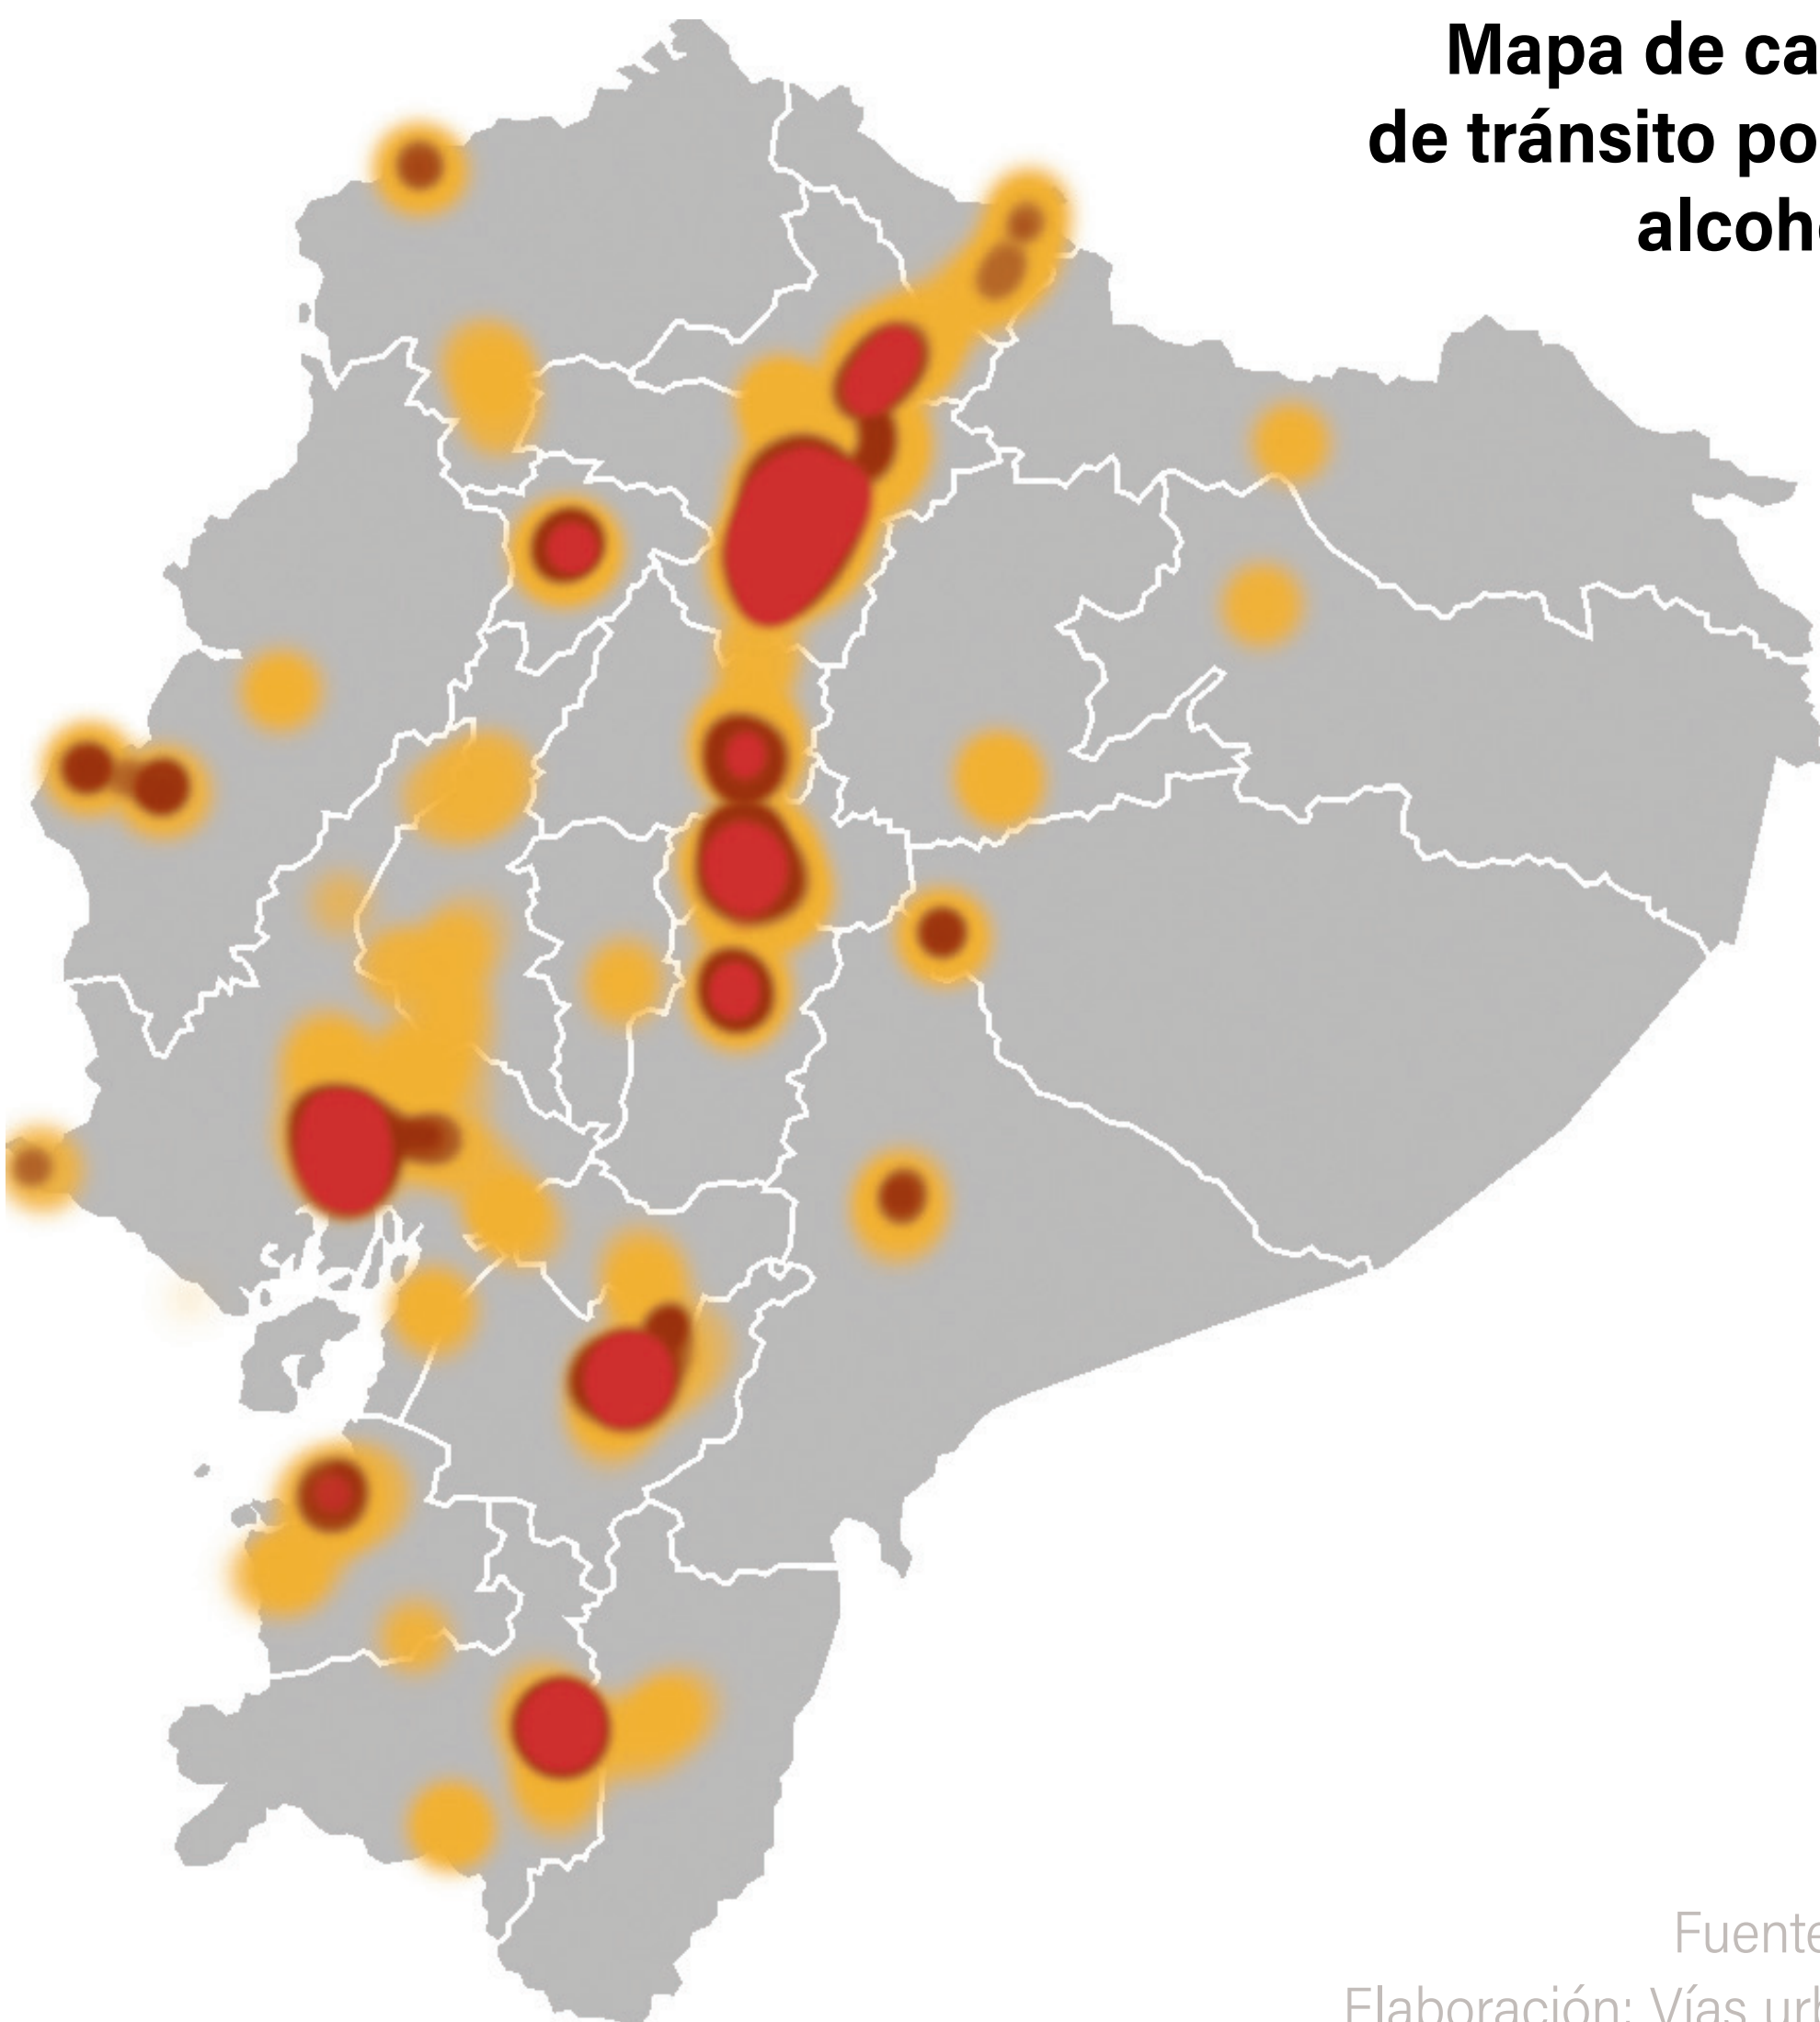 Mapa de ca
de tránsito po
alcoh
Fuente
Elaboración: Vías urb